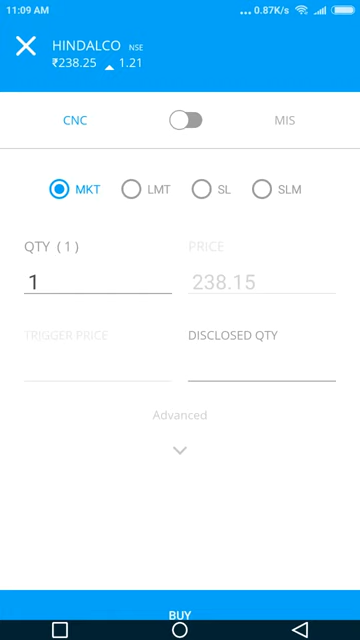 11:09 AM ... 0.87K/s
HINDALCO NSE
₹238.25 1.21
CNC MIS
MKT LMT SL SLM
QTY ( 1 ) PRICE
1 238.15
TRIGGER PRICE DISCLOSED QTY
Advanced
BUY